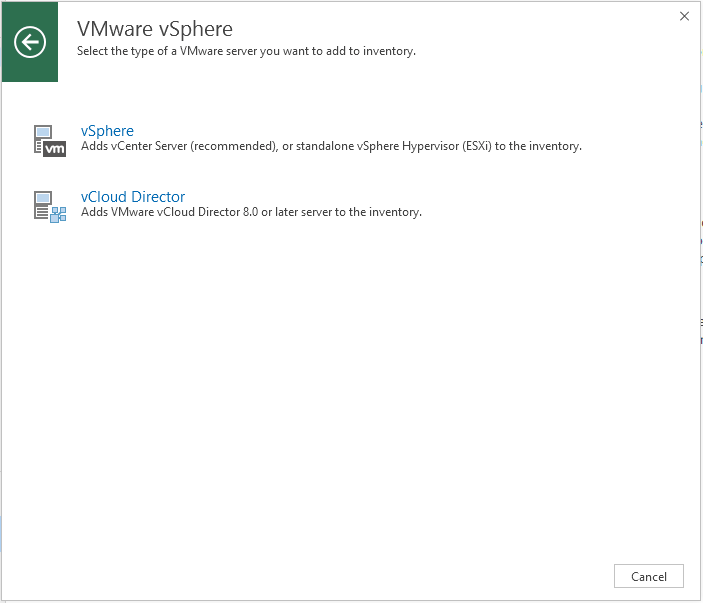 VMware vSphere
Select the type of a VMware server you want to add to inventory.
vSphere
vm
Adds vCenter Server (recommended), or standalone vSphere Hypervisor (ESXi) to the inventory.
vCloud Director
Adds VMware vCloud Director 8.0 or later server to the inventory.
Cancel